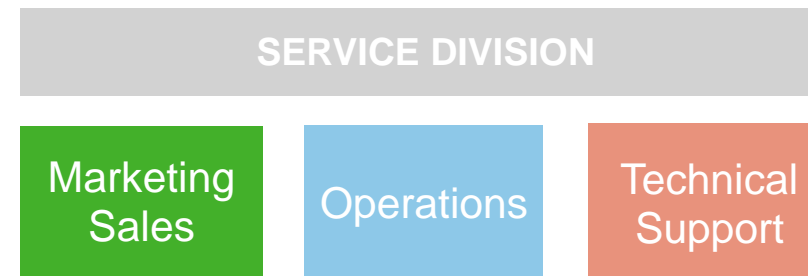 SERVICE DIVISION
Marketing
Sales
Operations
Technical
Support